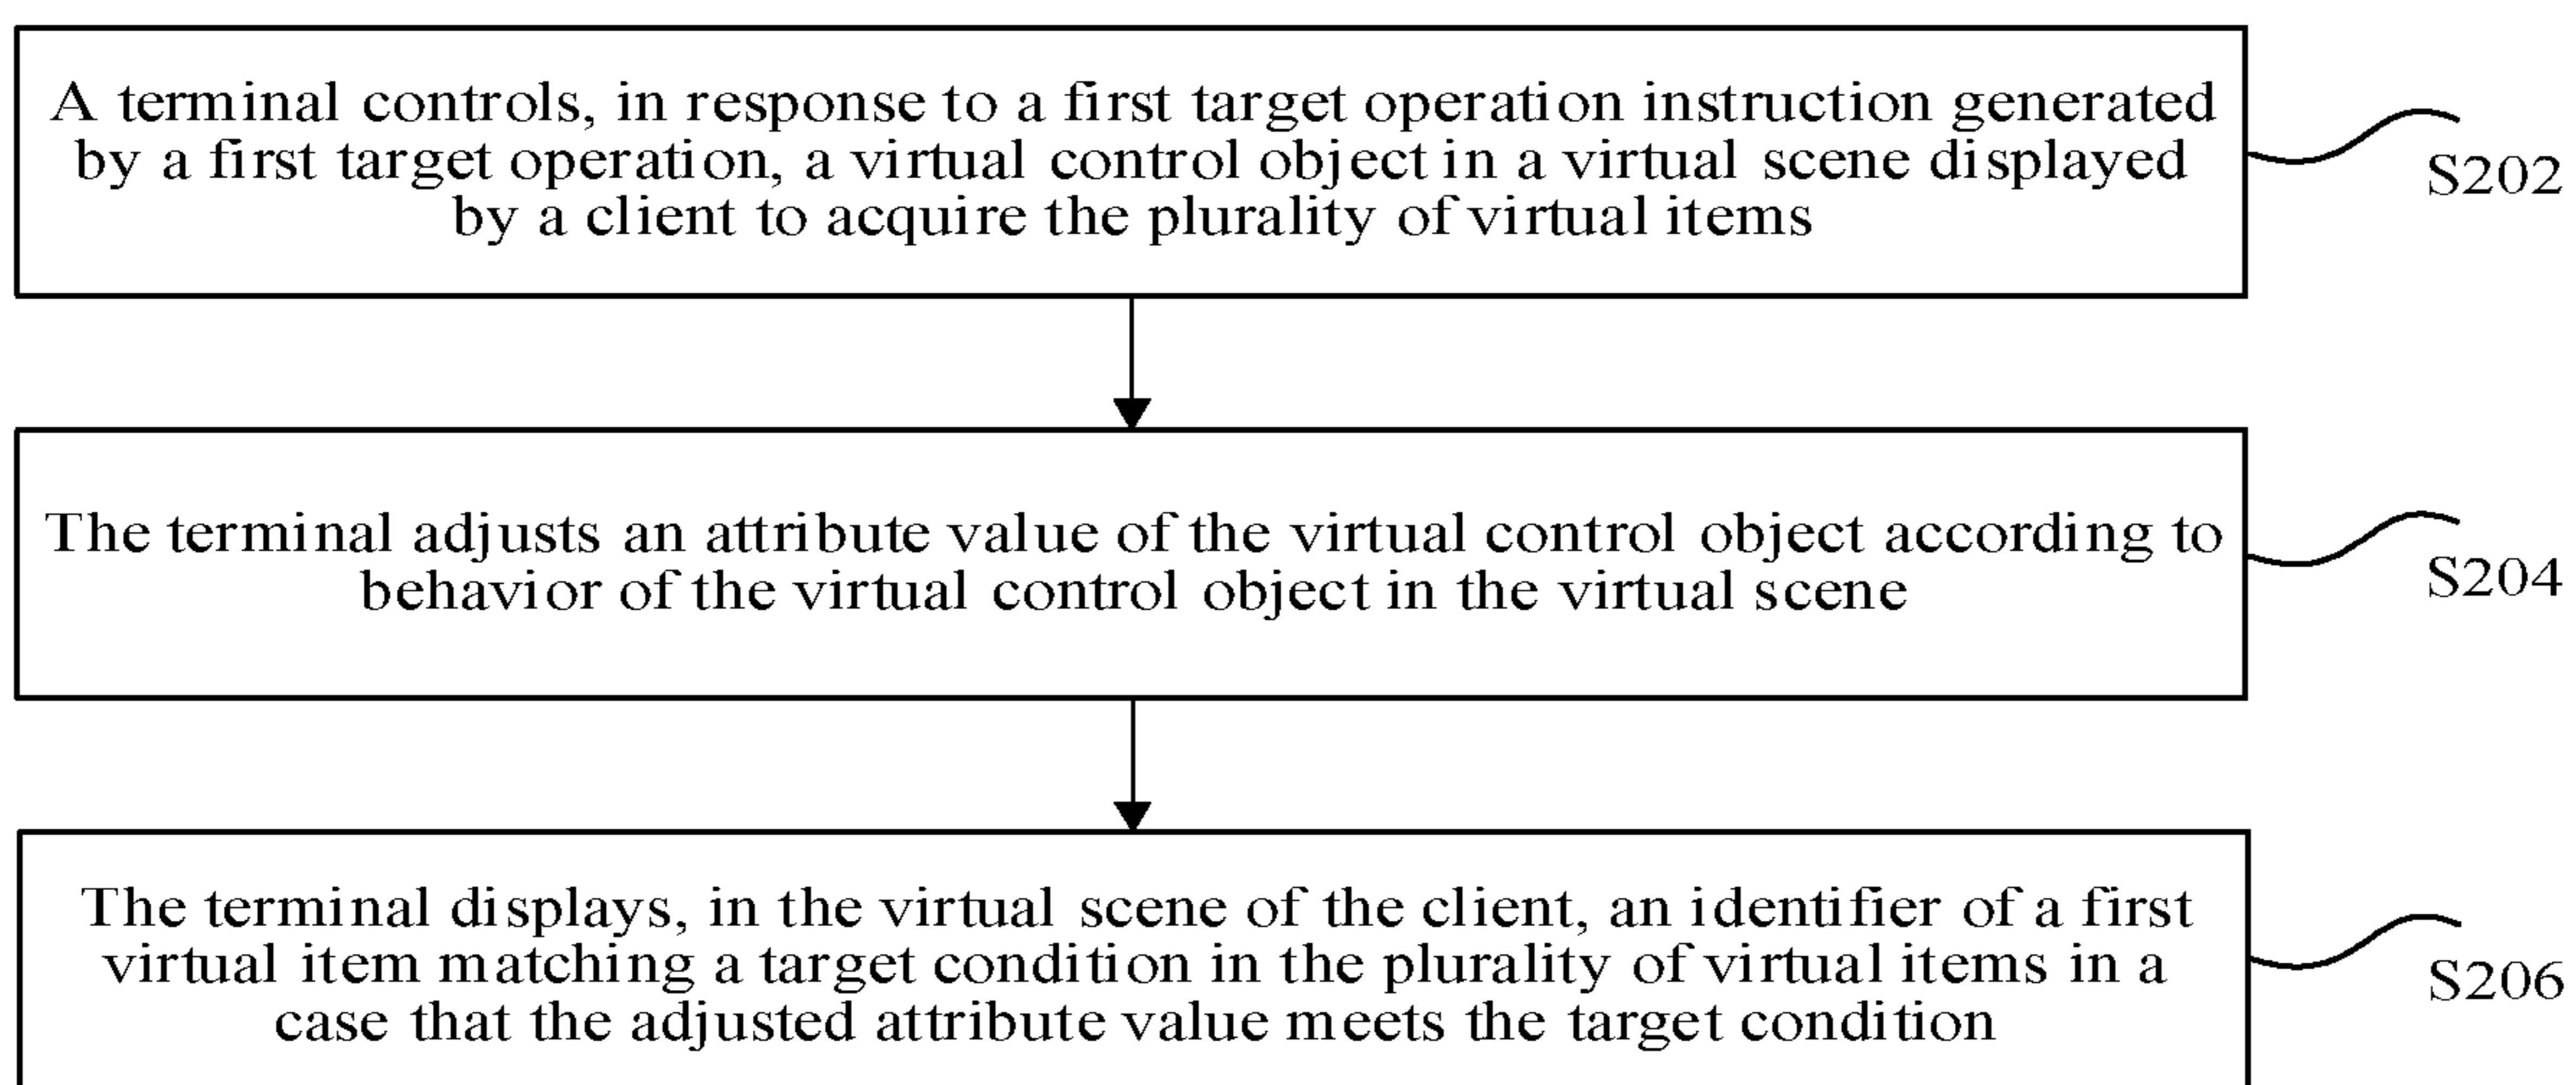 A terminal controls, in response to a first target operation instruction generated
by a first target operation, a virtual control object in a virtual scene displayed
by a client to acquire the plurality of virtual items
S202
The terminal adjusts an attribute value of the virtual control object according to
behavior of the virtual control object in the virtual scene
S204
The terminal displays, in the virtual scene of the client, an identifier of a first
virtual item matching a target condition in the plurality of virtual items in a
case that the adjusted attribute value meets the target condition
S206